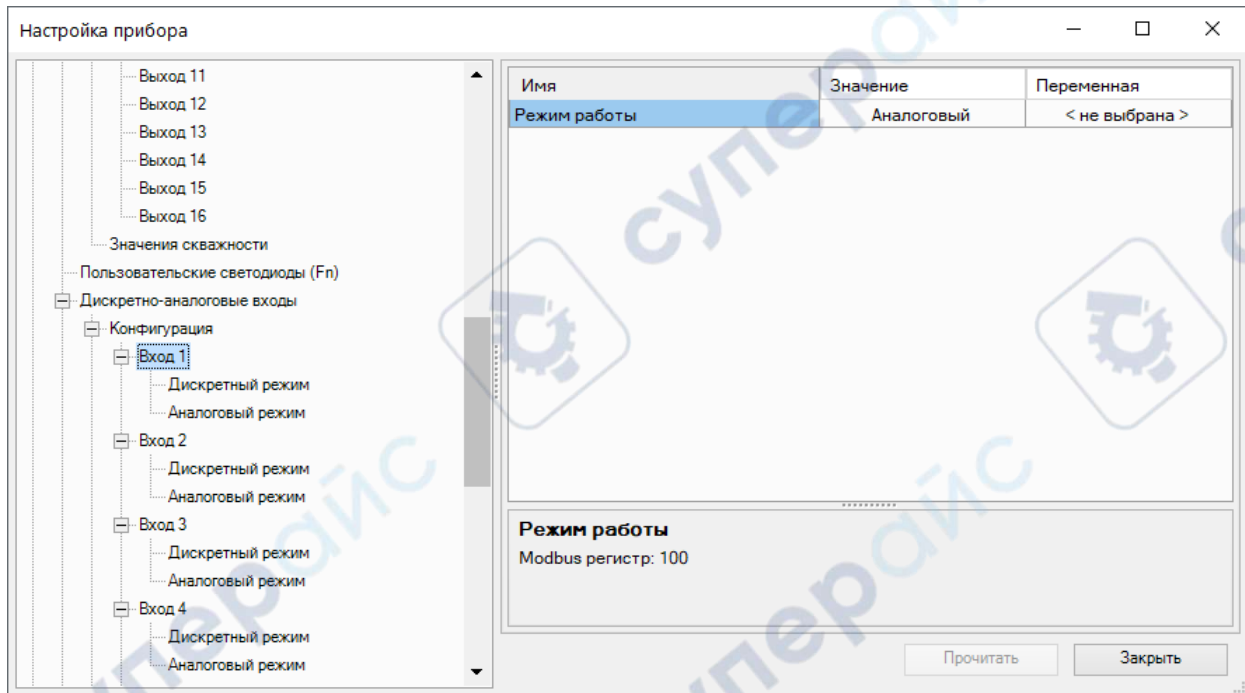 Настройка прибора
Выход 11
Выход 12
Выход 13
Выход 14
Выход 15
Выход 16
Значения скважности
Пользовательские светодиоды (Fn)
Дискретно-аналоговые входы
Конфигурация
Вход 1
Дискретный режим
Аналоговый режим
Вход 2
Дискретный режим
Аналоговый режим
Вход 3
Дискретный режим
Аналоговый режим
Вход 4
Дискретный режим
Аналоговый режим
Имя Значение Переменная
Режим работы Аналоговый < не выбрана >
Режим работы
Modbus регистр: 100
Прочитать Закрыть
суперайс
суперайс
суперайс